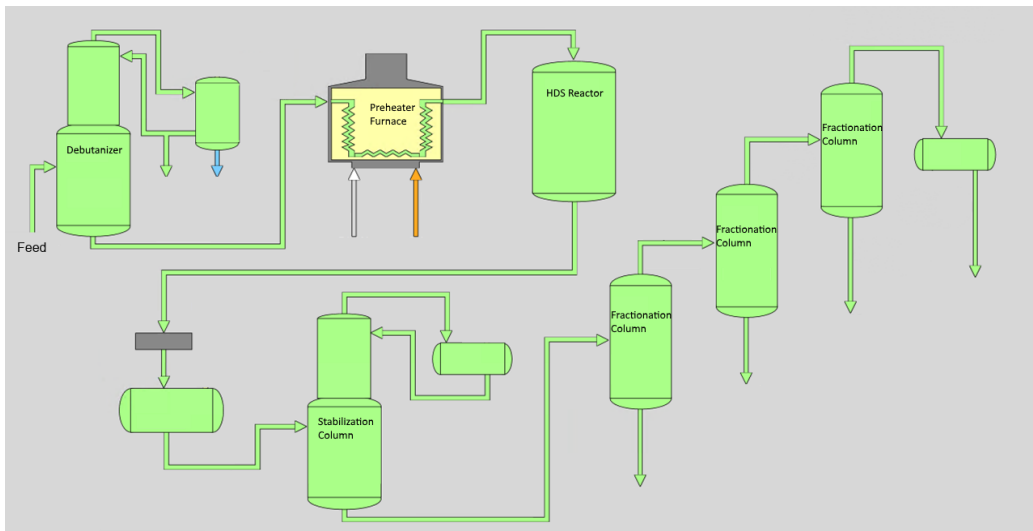 Debutanizer
Feed
Preheater
Furnace
HDS Reactor
Fractionation
Column
Fractionation
Column
Fractionation
Column
Stabilization
Column